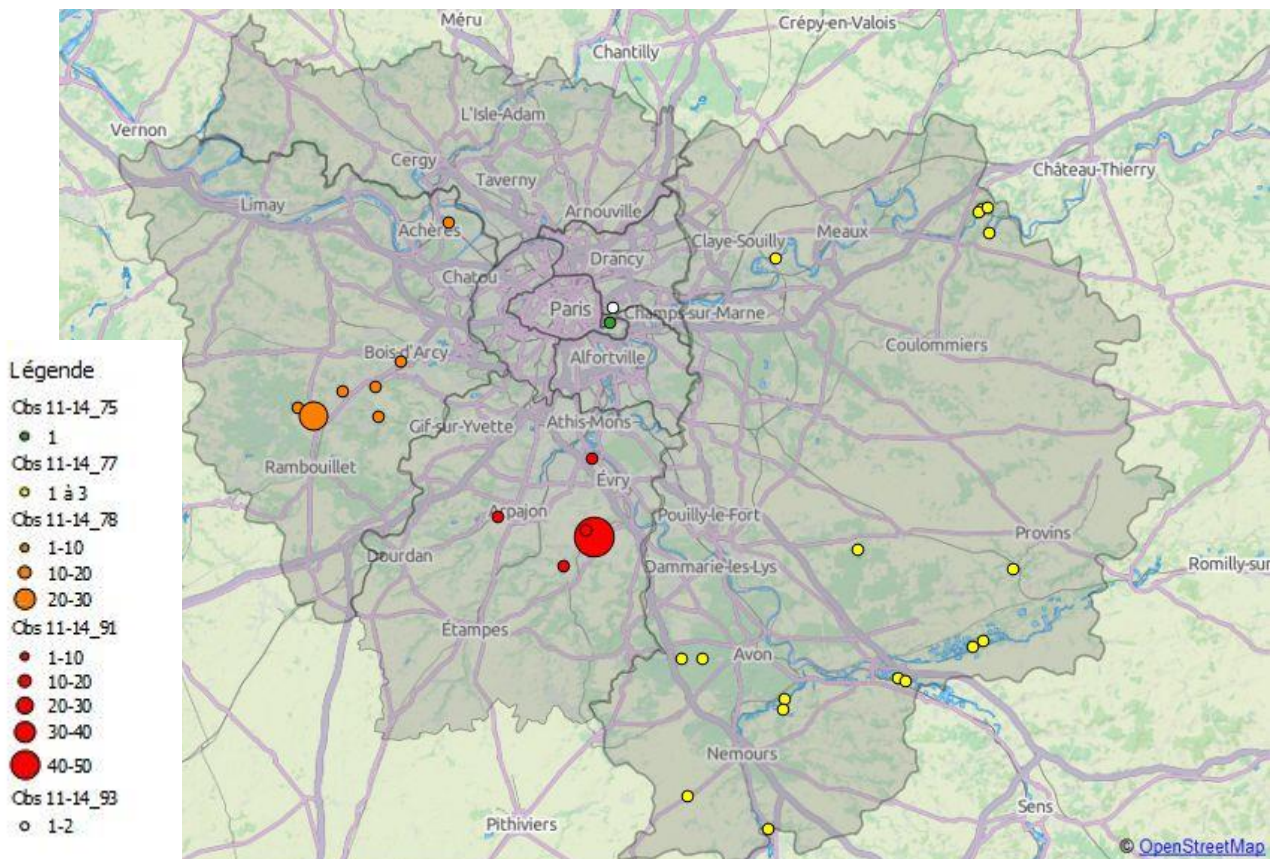 Méru
Crépy-en-Valois
Chantilly
L'Isle-Adam
Vernon
Cergy
Château-Thierry
Taverny
Limay
Arnouville
Achères
Claye-Souilly
Meaux
Drancy
Chatou
Paris
Champs-sur-Marne
Bois-d'Arcy
Alfortville
Coulommiers
Gif-sur-Yvette
Athis-Mons
Rambouillet
Évry
Arpajon
Pouilly-le-Fort
Provins
Dourdan
Dammarie-les-Lys
Romilly-sur
Étampes
Avon
Nemours
Sens
Pithiviers
© OpenStreetMap
Légende
Obs 11-14_75
1
Obs 11-14_77
1 à 3
Obs 11-14_78
1-10
10-20
20-30
Obs 11-14_91
1-10
10-20
20-30
30-40
40-50
Obs 11-14_93
1-2